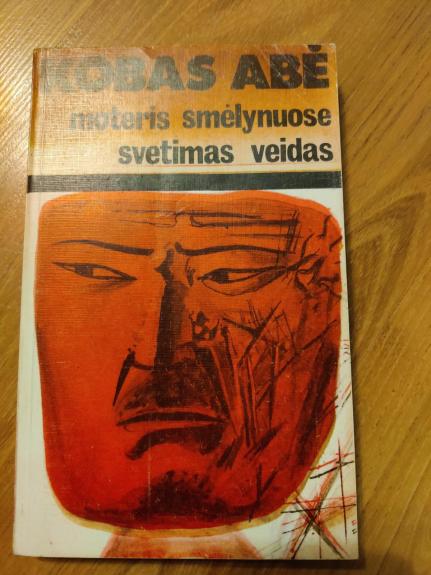 KOBAS ABĖ
moteris smėlynuose
svetimas veidas